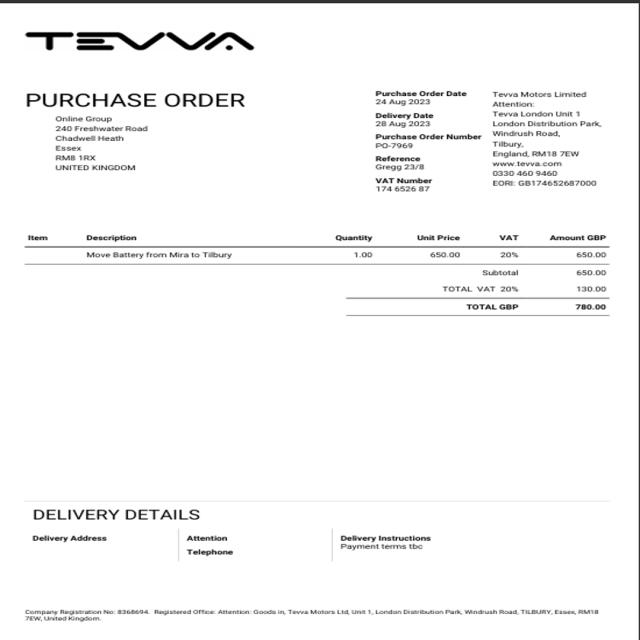 TEVVA
PURCHASE ORDER
Online Group
240 Freshwater Road
Chadwell Heath
Essex
RM8 1RX
UNITED KINGDOM
Purchase Order Date
24 Aug 2023
Delivery Date
28 Aug 2023
Purchase Order Number
PO-7969
Reference
Gregg 23/8
VAT Number
174 6526 87
Tevva Motors Limited
Attention:
Tevva London Unit 1
London Distribution Park,
Windrush Road,
Tilbury,
England, RM18 7EW
www.tevva.com
0330 460 9460
EORI: GB174652687000
Item Description Quantity Unit Price VAT Amount GBP
Move Battery from Mira to Tilbury 1.00 650.00 20% 650.00
Subtotal 650.00
TOTAL VAT 20% 130.00
TOTAL GBP 780.00
DELIVERY DETAILS
Delivery Address
Attention
Telephone
Delivery Instructions
Payment terms tbc
Company Registration No: 8368694. Registered Office: Attention: Goods in, Tevva Motors Ltd, Unit 1, London Distribution Park, Windrush Road, TILBURY, Essex, RM18
7EW, United Kingdom.